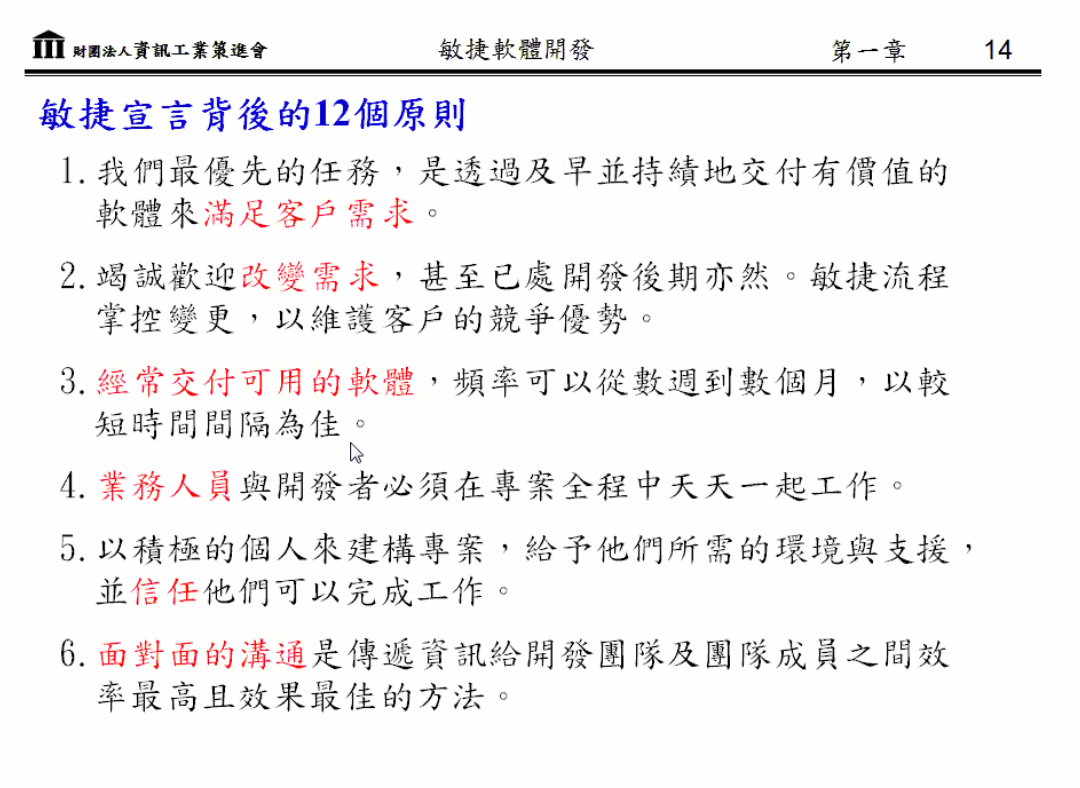 財團法人資訊工業策進會 敏捷軟體開發 第一章 14
敏捷宣言背後的12個原則
1. 我們最優先的任務，是透過及早並持續地交付有價值的
軟體來滿足客戶需求。
2. 竭誠歡迎改變需求，甚至已處開發後期亦然。敏捷流程
掌控變更，以維護客戶的競爭優勢。
3. 經常交付可用的軟體，頻率可以從數週到數個月，以較
短時間間隔為佳。
4. 業務人員與開發者必須在專案全程中天天一起工作。
5. 以積極的個人來建構專案，給予他們所需的環境與支援，
並信任他們可以完成工作。
6. 面對面的溝通是傳遞資訊給開發團隊及團隊成員之間效
率最高且效果最佳的方法。